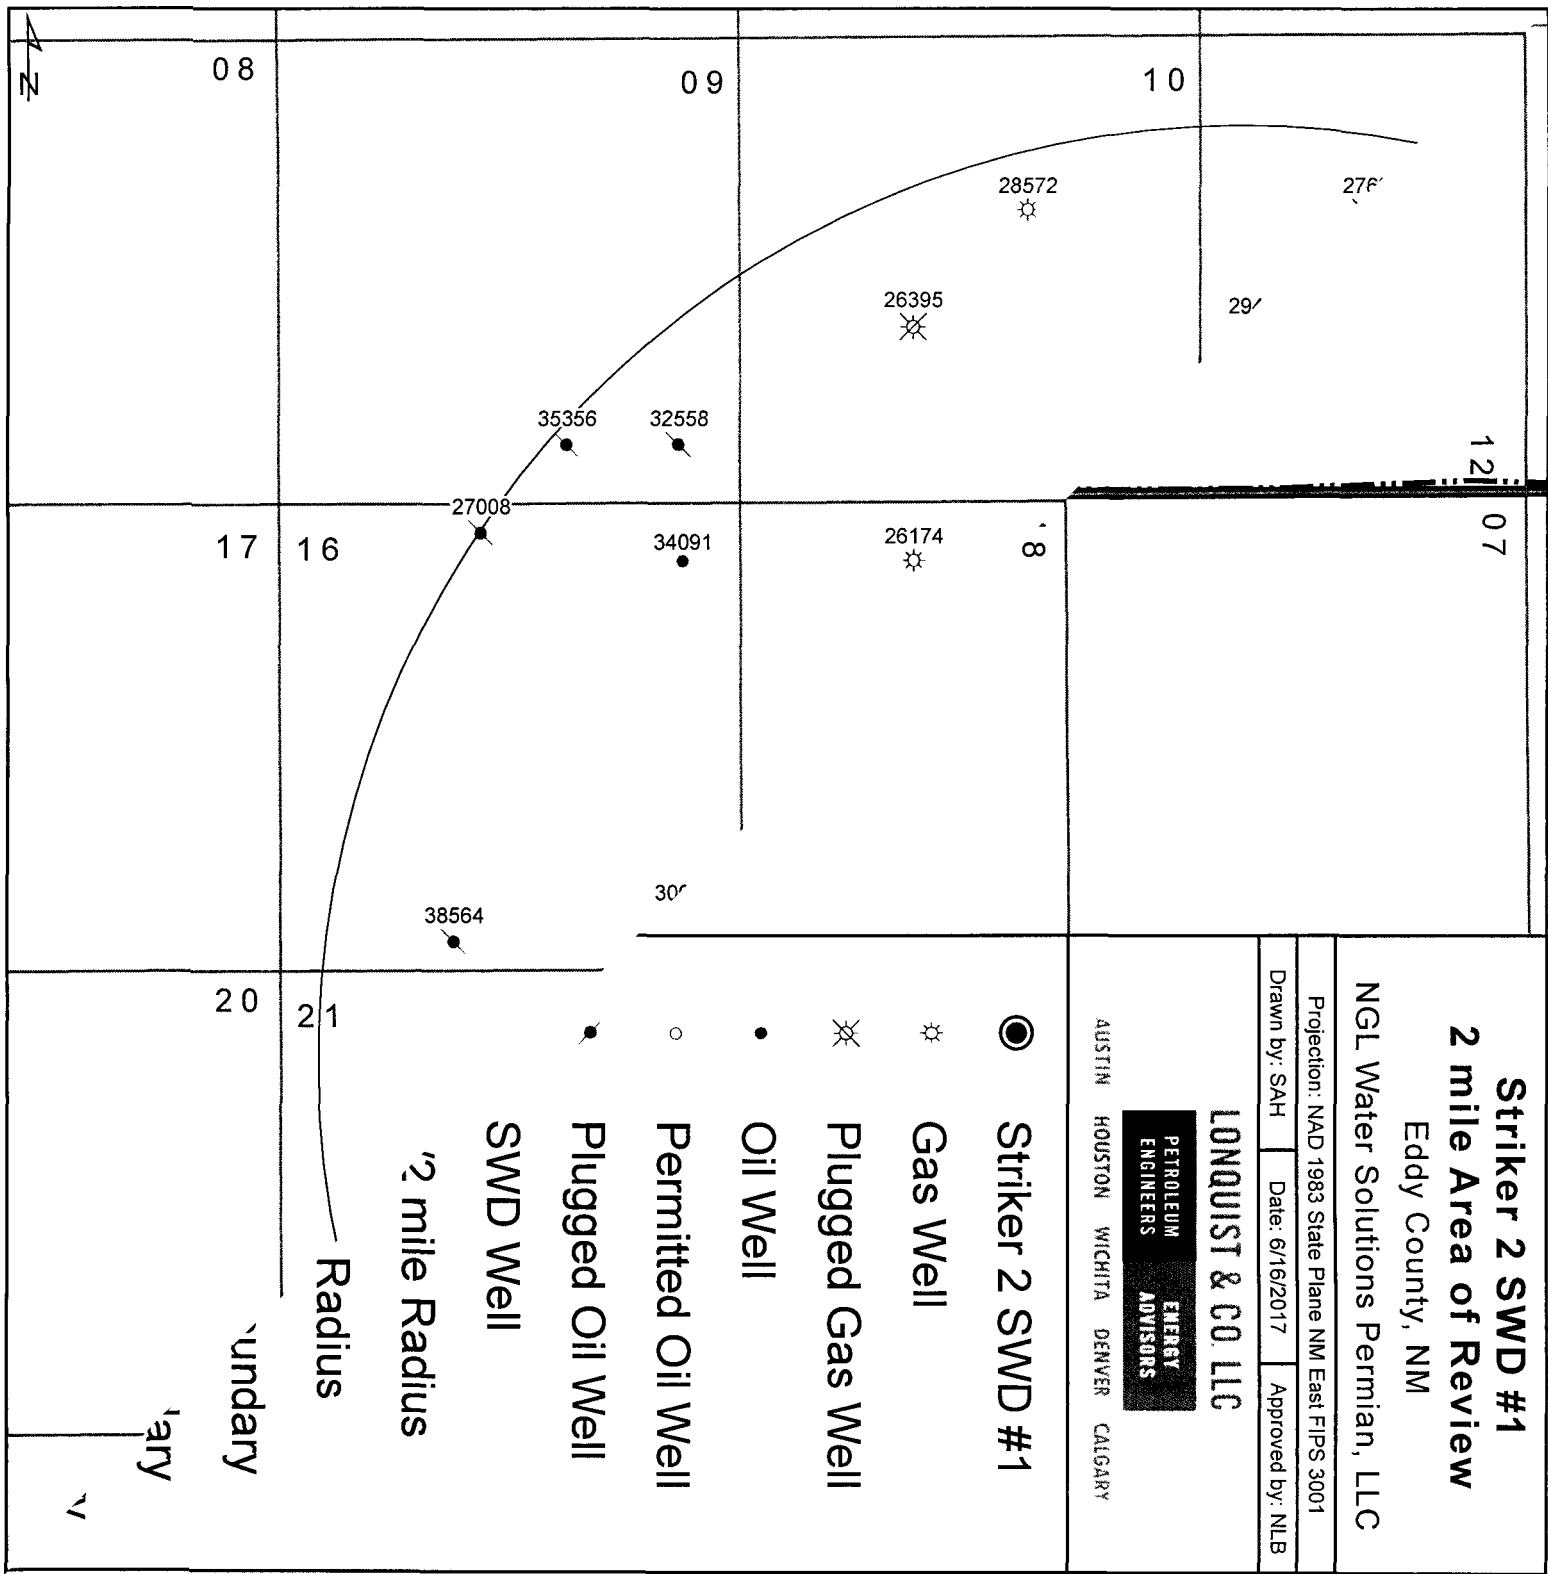 08
09
10
28572
26395
35356
32558
12
07
27008
17
16
34091
26174
8
38564
20
21
Striker 2 SWD #1
2 mile Area of Review
Eddy County, NM
NGL Water Solutions Permian, LLC
Projection: NAD 1983 State Plane NM East FIPS 3001
Drawn by: SAH
Date: 6/16/2017
Approved by: NLB
LONQUIST & CO. LLC
PETROLEUM
ENGINEERS
ENERGY
ADVISORS
AUSTIN HOUSTON WICHITA DENVER CALGARY
Striker 2 SWD #1
Gas Well
Plugged Gas Well
Oil Well
Permitted Oil Well
Plugged Oil Well
SWD Well
2 mile Radius
Radius
undary
ary
N